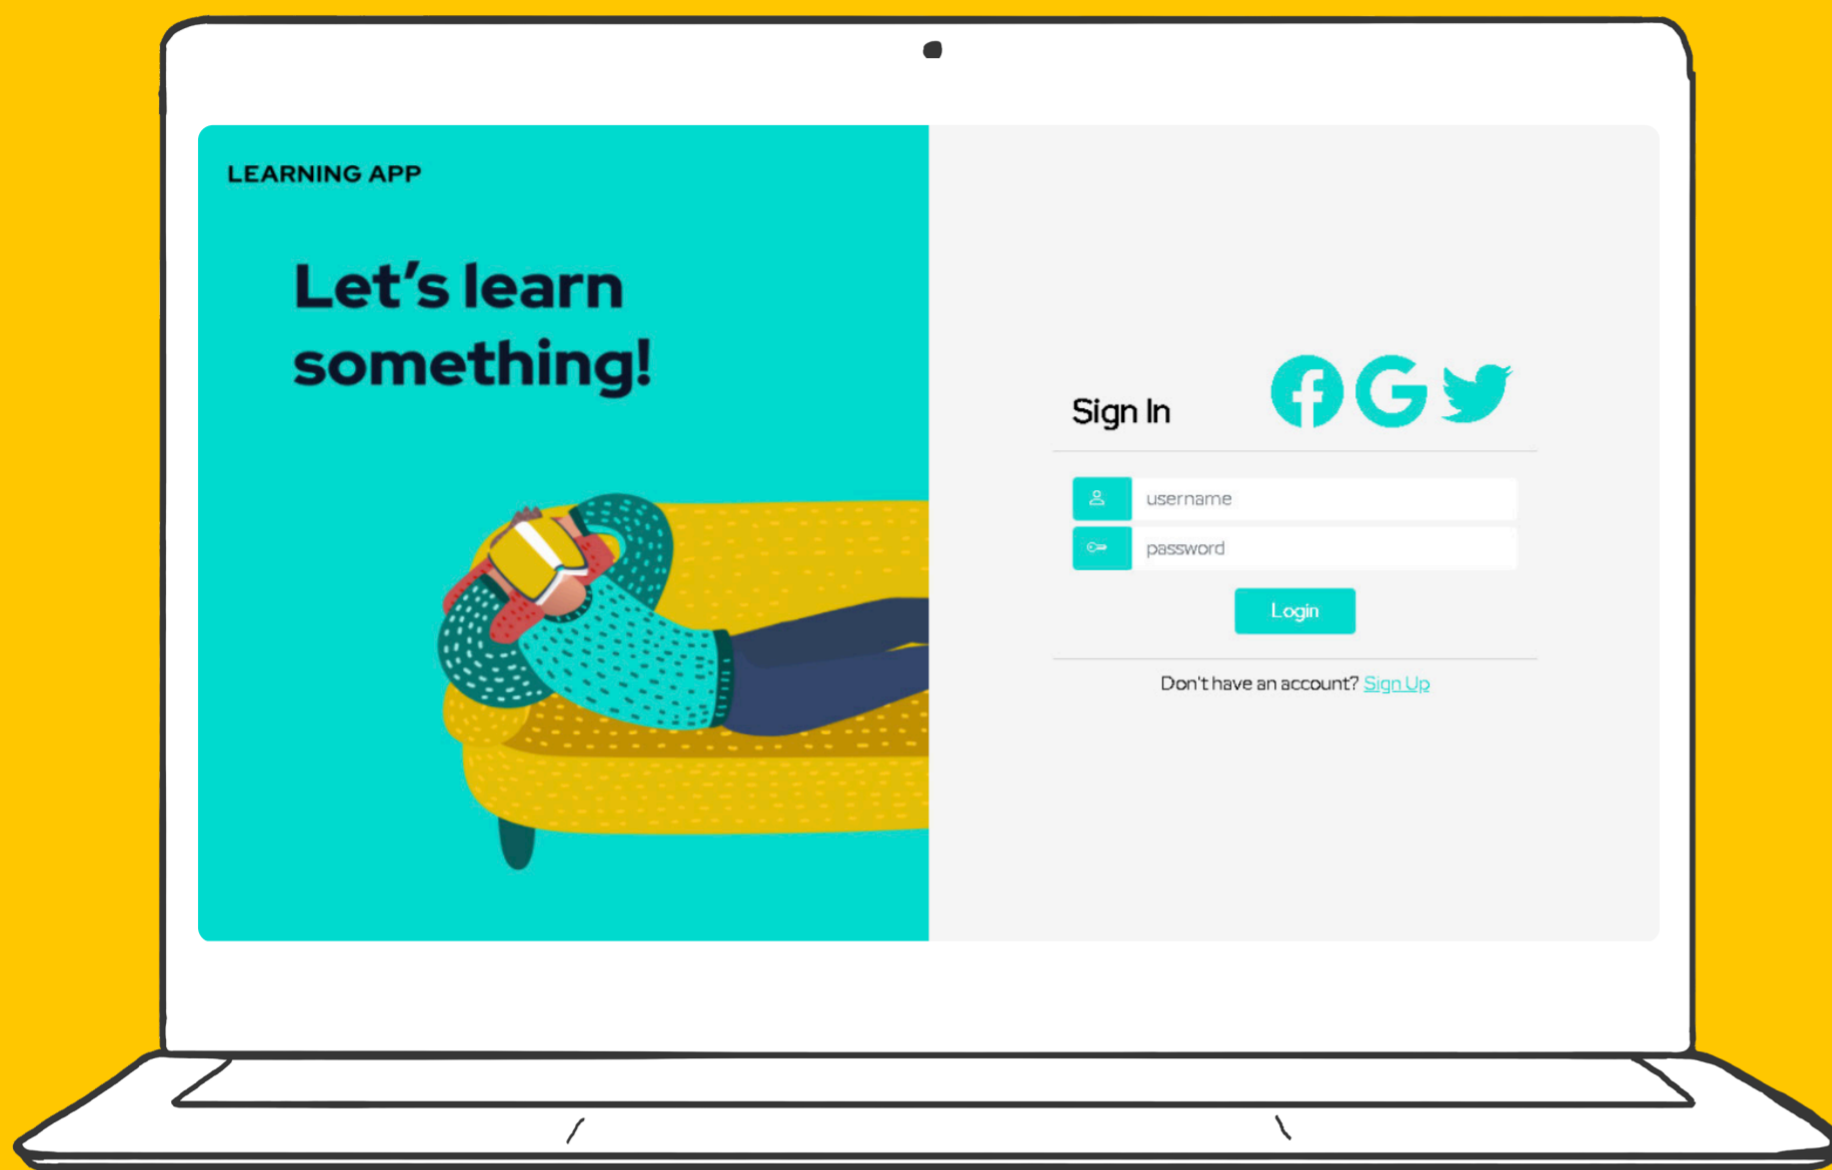 LEARNING APP
Let’s learn
something!
Sign In
username
password
Login
Don't have an account? Sign Up